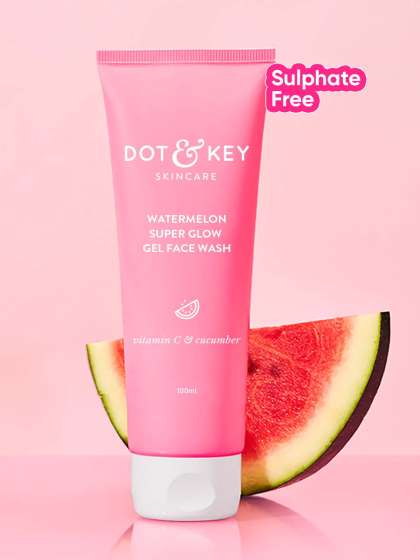 Sulphate
Free
DOT & KEY
SKINCARE
WATERMELON
SUPER GLOW
GEL FACE WASH
vitamin C & cucumber
100ml